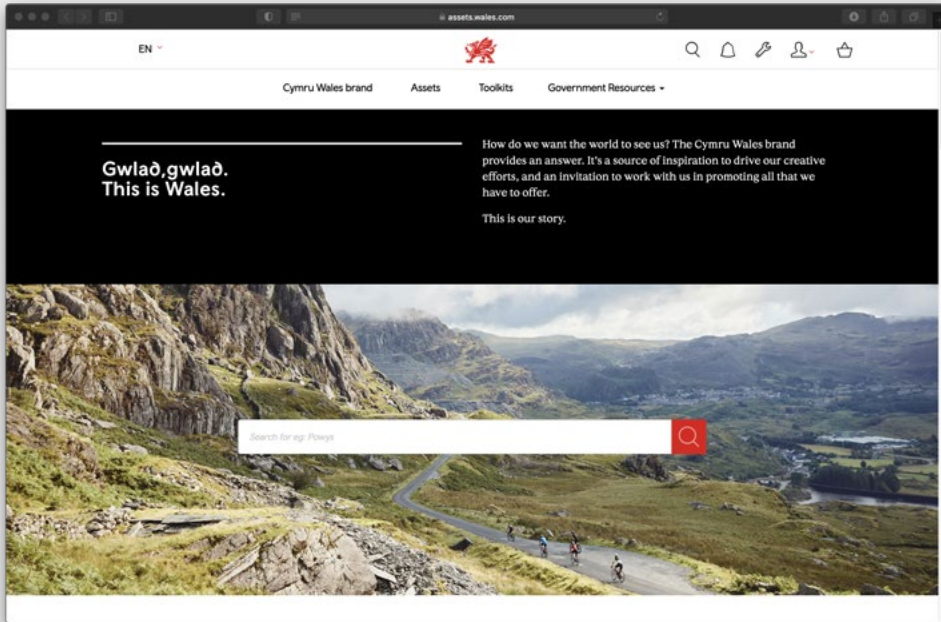 assets.wales.com
EN
Cymru Wales brand
Assets
Toolkits
Government Resources
Gwlað,gwlað.
This is Wales.
How do we want the world to see us? The Cymru Wales brand
provides an answer. It's a source of inspiration to drive our creative
efforts, and an invitation to work with us in promoting all that we
have to offer.
This is our story.
Search for eg: Powys